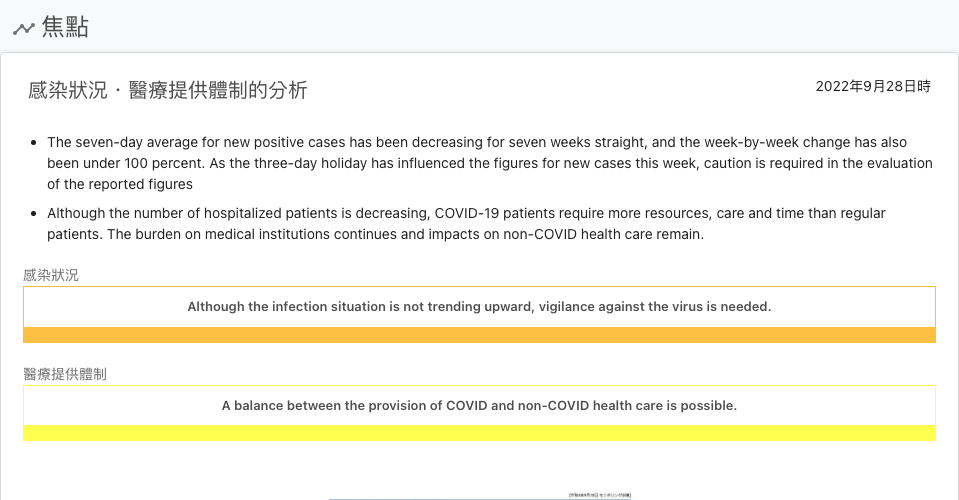 焦點
感染狀況・醫療提供體制的分析
2022年9月28日時
The seven-day average for new positive cases has been decreasing for seven weeks straight, and the week-by-week change has also
been under 100 percent. As the three-day holiday has influenced the figures for new cases this week, caution is required in the evaluation
of the reported figures
Although the number of hospitalized patients is decreasing, COVID-19 patients require more resources, care and time than regular
patients. The burden on medical institutions continues and impacts on non-COVID health care remain.
感染狀況
Although the infection situation is not trending upward, vigilance against the virus is needed.
醫療提供體制
A balance between the provision of COVID and non-COVID health care is possible.